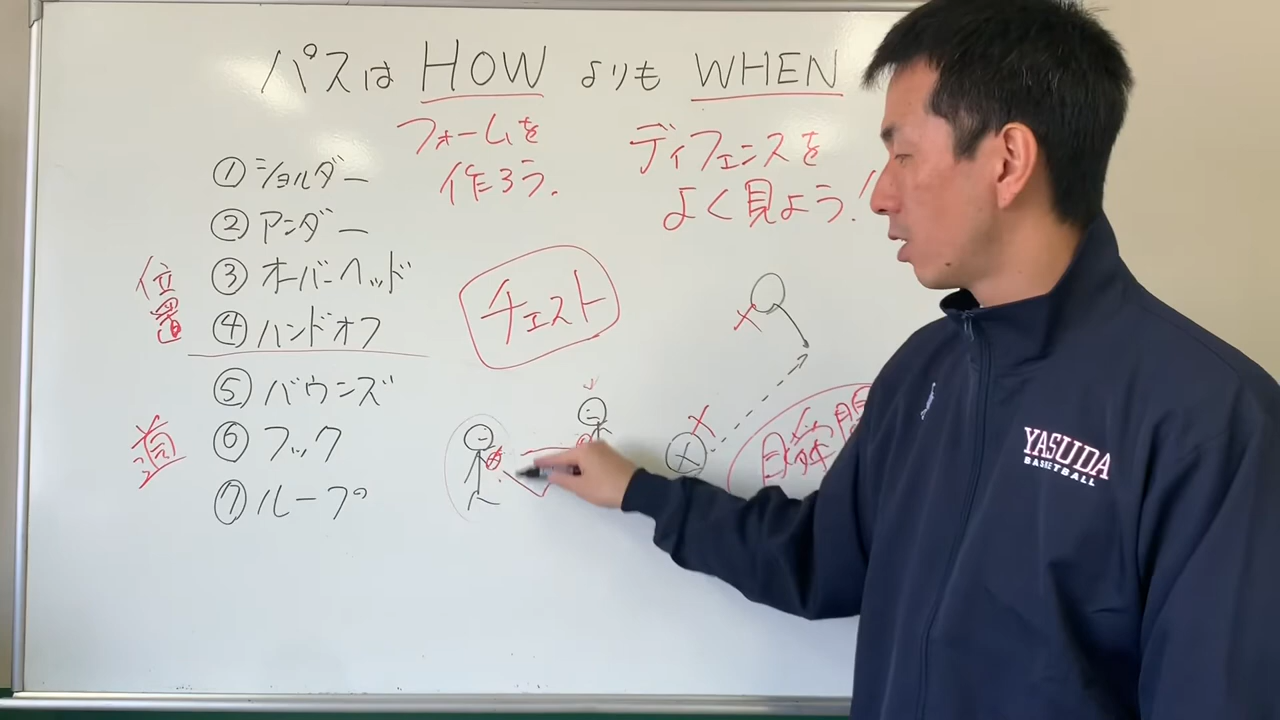 パスは HOW よりも WHEN
フォームを
作ろう.
ディフェンスを
よく見よう!
① ショルダー
② アンダー
③ オーバーヘッド
④ ハンドオフ
⑤ バウンズ
⑥ フック
⑦ ループ
位置
チェスト
YASUDA
BASKETBALL